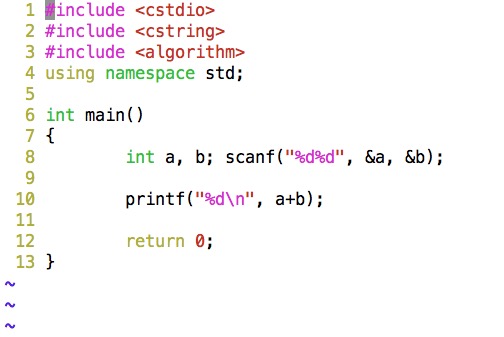 1 #include <cstdio>
2 #include <cstring>
3 #include <algorithm>
4 using namespace std;
5
6 int main()
7 {
8         int a, b; scanf("%d%d", &a, &b);
9
10         printf("%d\n", a+b);
11
12         return 0;
13 }
~
~
~